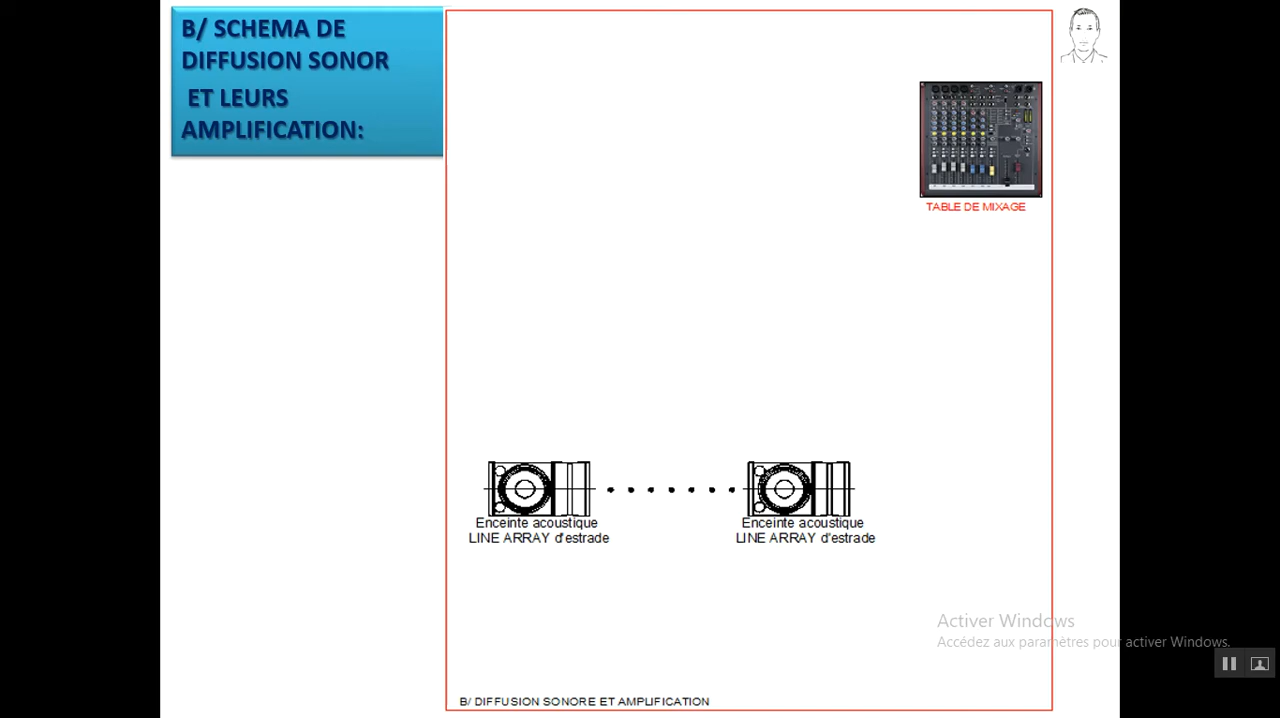 B/ SCHEMA DE
DIFFUSION SONOR
ET LEURS
AMPLIFICATION:
TABLE DE MIXAGE
Enceinte acoustique
LINE ARRAY d'estrade
Enceinte acoustique
LINE ARRAY d'estrade
Activer Windows
Accédez aux paramètres pour activer Windows.
B/ DIFFUSION SONORE ET AMPLIFICATION